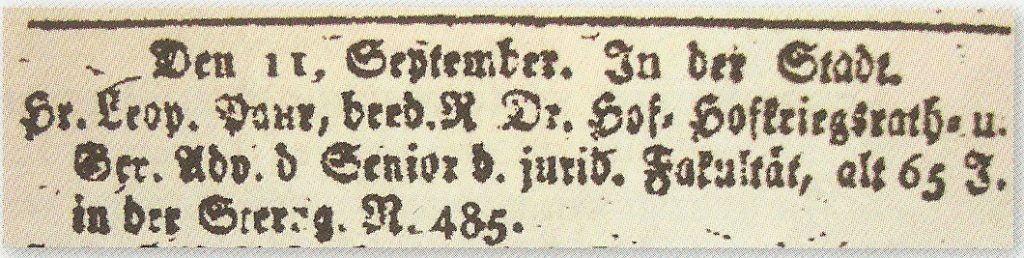 Den 11, September. In der Stadt.
Hr. Leop. Paur, beed. R Dr. Hof- Hofkriegsrath- u.
Ger. Adv. d Senior d. jurid. Fakultät, alt 65 J.
in der Sterng. N. 485.